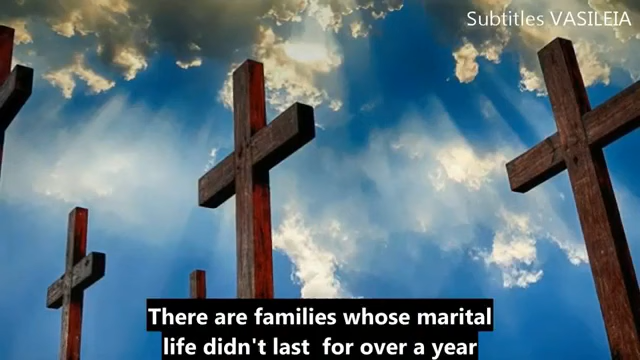 Subtitles VASILEIA
There are families whose marital
life didn't last  for over a year